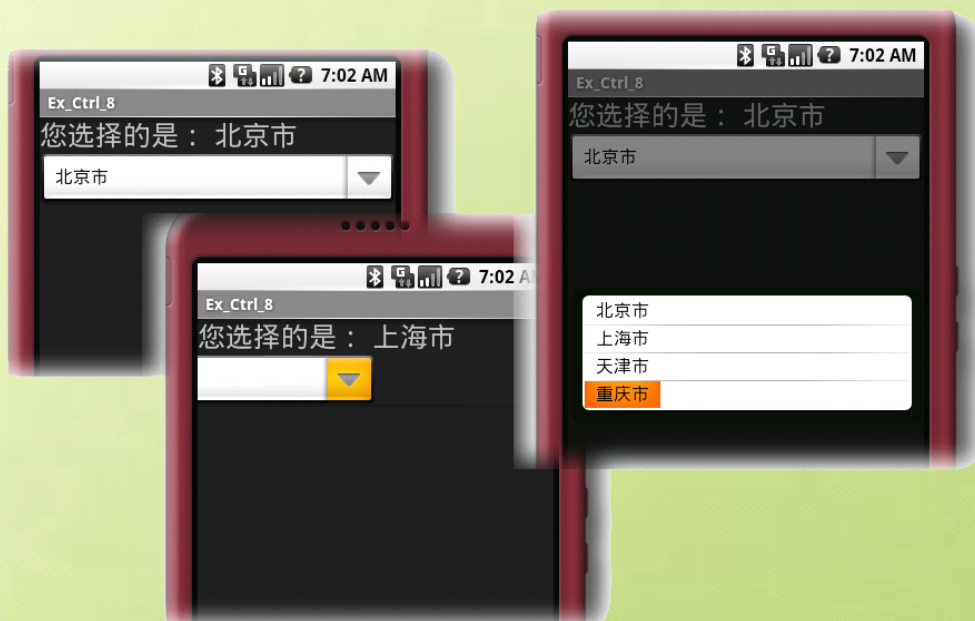 7:02 AM
Ex_Ctrl_8
您选择的是： 北京市
北京市
7:02 A
Ex_Ctrl_8
您选择的是： 上海市
7:02 AM
Ex_Ctrl_8
您选择的是： 北京市
北京市
北京市
上海市
天津市
重庆市